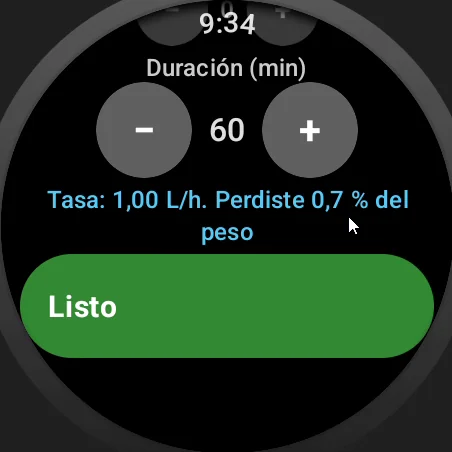 9:34
Duración (min)
− 60 +
Tasa: 1,00 L/h. Perdiste 0,7 % del
peso
Listo